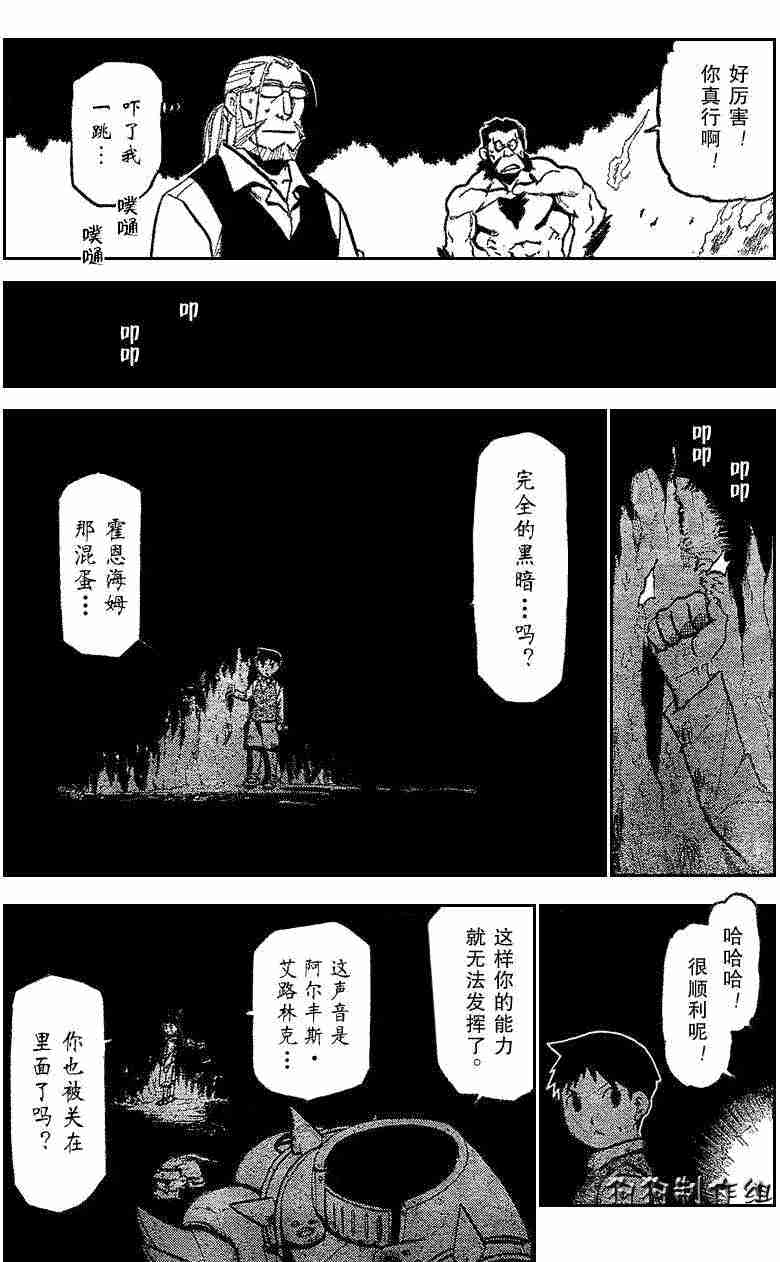 好厉害！
你真行啊！
吓了我
一跳…
噗通
噗通
叩
叩
叩
叩
叩
叩
叩
完全的黑暗…吗？
霍恩海姆
那混蛋…
哈哈哈！
很顺利呢！
这样你的能力
就无法发挥了。
这声音是
阿尔丰斯·
艾路林克…
你也被关在
里面了吗？
制作组